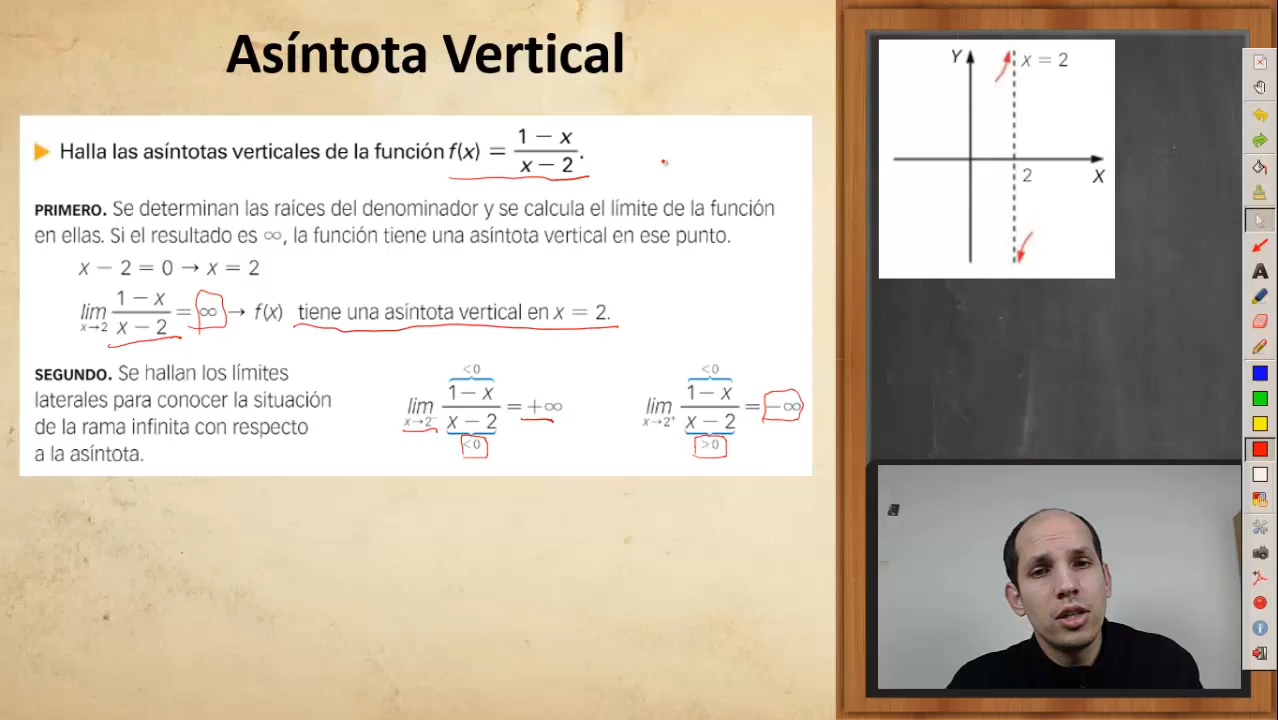 Asíntota Vertical
Halla las asíntotas verticales de la función f(x) = (1 − x)/(x − 2).
PRIMERO. Se determinan las raíces del denominador y se calcula el límite de la función
en ellas. Si el resultado es ∞, la función tiene una asíntota vertical en ese punto.
x − 2 = 0 → x = 2
lim x→2 (1 − x)/(x − 2) = ∞ → f(x) tiene una asíntota vertical en x = 2.
SEGUNDO. Se hallan los límites
laterales para conocer la situación
de la rama infinita con respecto
a la asíntota.
<0
lim x→2⁻ (1 − x)/(x − 2) = +∞
<0
<0
lim x→2⁺ (1 − x)/(x − 2) = −∞
>0
Y
x = 2
2
X
A